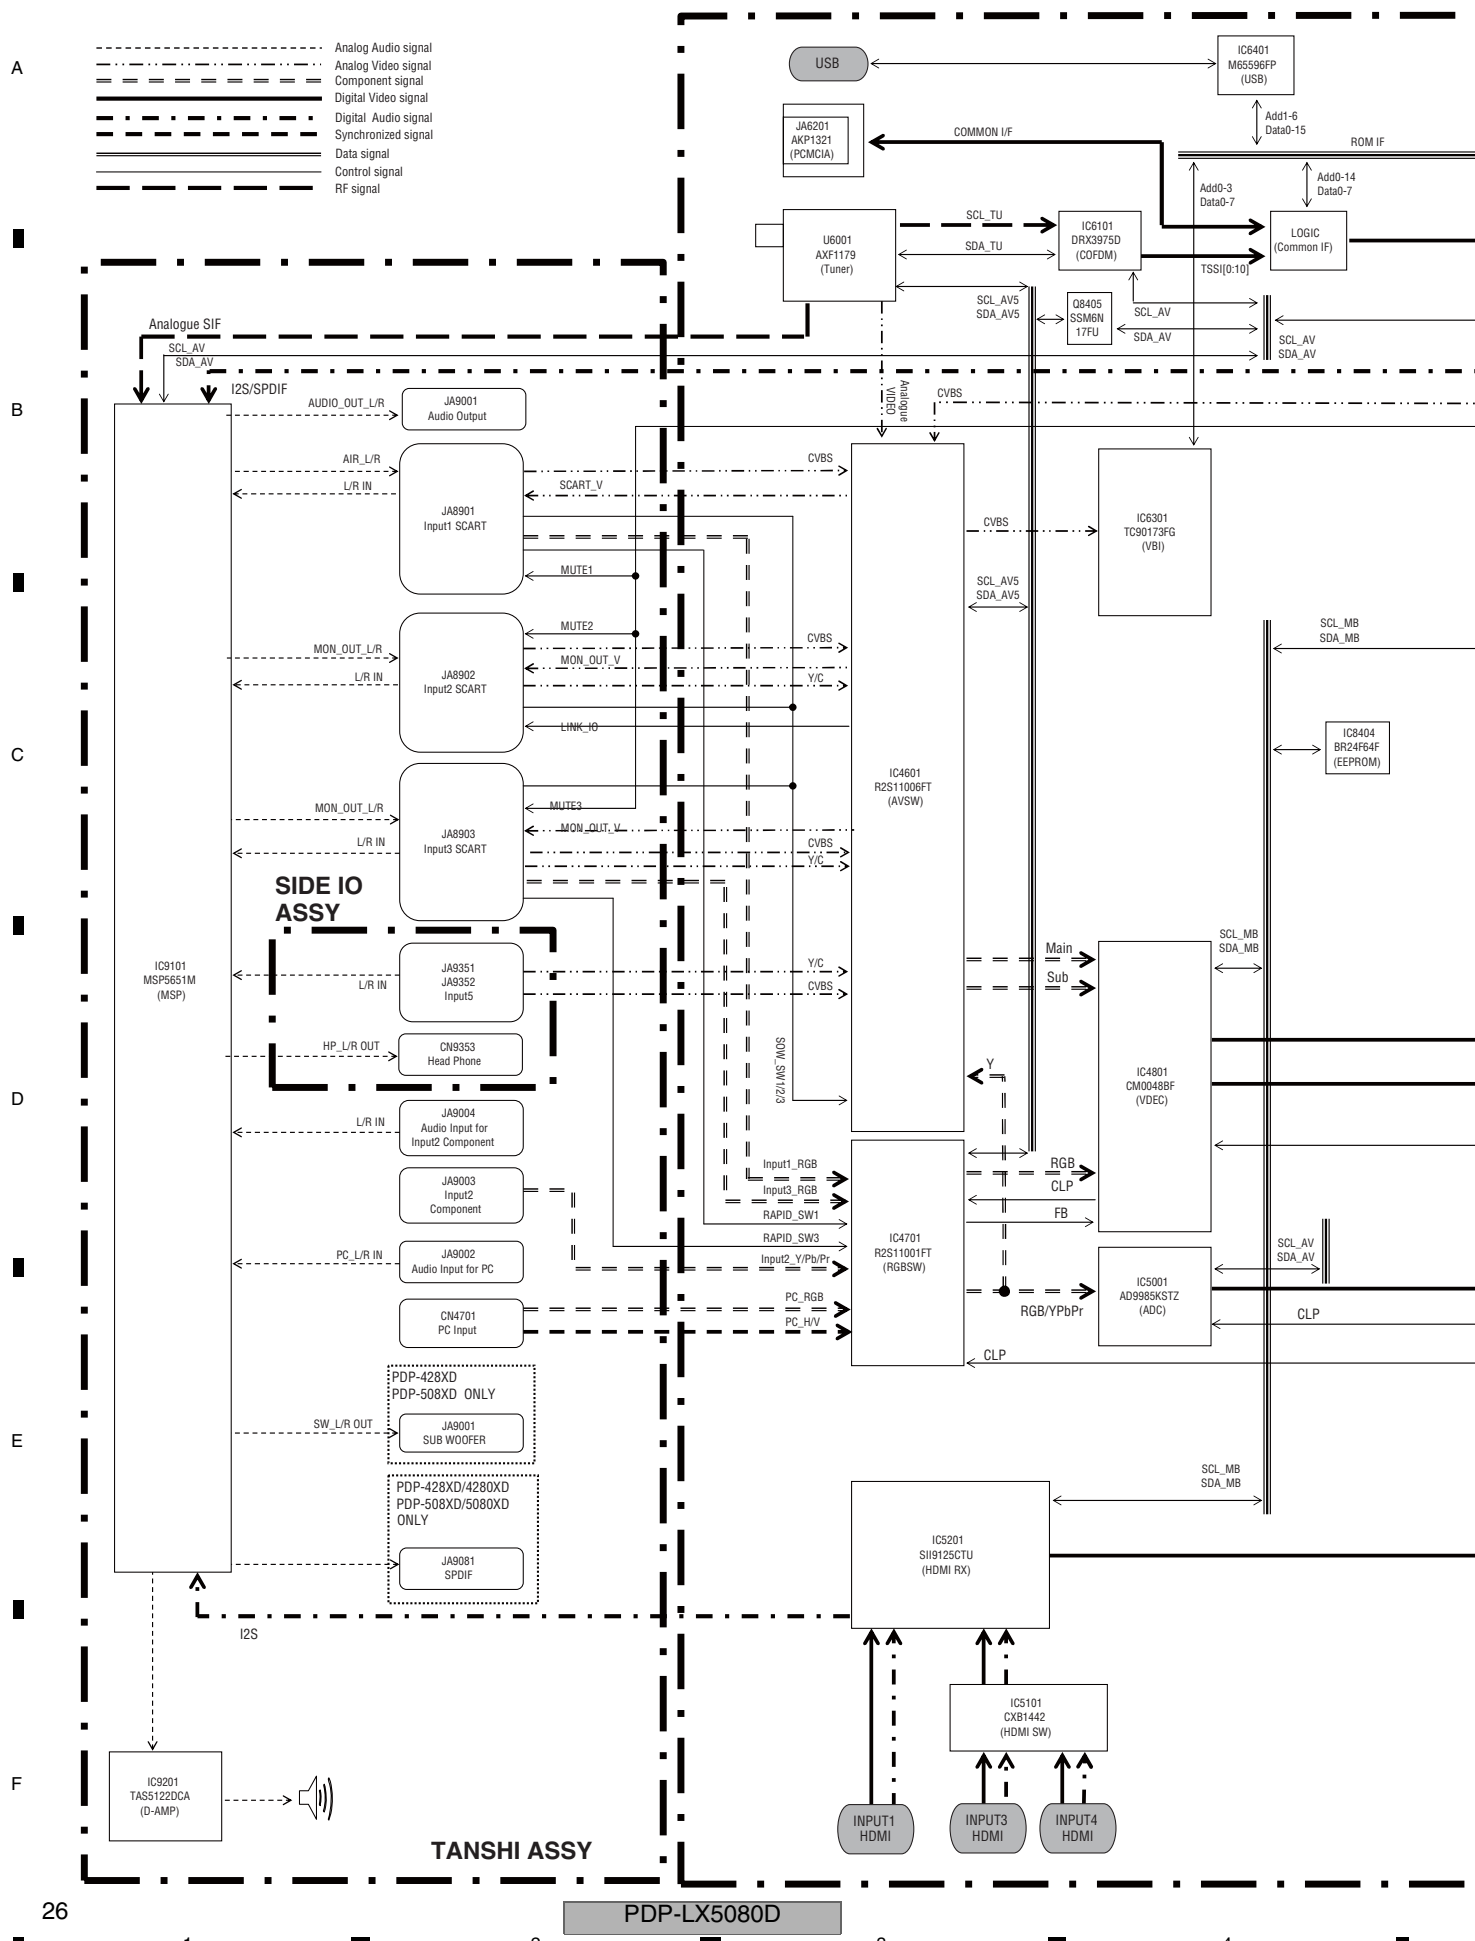 A
Analog Audio signal
Analog Video signal
Component signal
Digital Video signal
Digital Audio signal
Synchronized signal
Data signal
Control signal
RF signal
USB
IC6401
M65596FP
(USB)
Add1-6
Data0-15
ROM IF
JA6201
AKP1321
(PCMCIA)
COMMON I/F
Add0-3
Data0-7
Add0-14
Data0-7
U6001
AXF1179
(Tuner)
SCL_TU
SDA_TU
IC6101
DRX3975D
(COFDM)
TSSI[0:10]
LOGIC
(Common IF)
SCL_AV5
SDA_AV5
Q8405
SSM6N
17FU
SCL_AV
SDA_AV
SCL_AV
SDA_AV
Analogue SIF
SCL_AV
SDA_AV
I2S/SPDIF
B
AUDIO_OUT_L/R
JA9001
Audio Output
Analogue
VIDEO
CVBS
AIR_L/R
L/R IN
JA8901
Input1 SCART
CVBS
SCART_V
MUTE1
CVBS
IC6301
TC90173FG
(VBI)
SCL_AV5
SDA_AV5
MUTE2
MON_OUT_L/R
L/R IN
JA8902
Input2 SCART
CVBS
MON_OUT_V
Y/C
LINK_IO
SCL_MB
SDA_MB
C
IC8404
BR24F64F
(EEPROM)
IC4601
R2S11006FT
(AVSW)
MON_OUT_L/R
L/R IN
JA8903
Input3 SCART
MUTE3
MON_OUT_V
CVBS
Y/C
SIDE IO
ASSY
IC9101
MSP5651M
(MSP)
L/R IN
JA9351
JA9352
Input5
Y/C
CVBS
Main
Sub
SCL_MB
SDA_MB
HP_L/R OUT
CN9353
Head Phone
SOW_SW1/2/3
Y
IC4801
CM0048BF
(VDEC)
D
L/R IN
JA9004
Audio Input for
Input2 Component
JA9003
Input2
Component
Input1_RGB
Input3_RGB
RAPID_SW1
RAPID_SW3
Input2_Y/Pb/Pr
RGB
CLP
FB
IC4701
R2S11001FT
(RGBSW)
SCL_AV
SDA_AV
PC_L/R IN
JA9002
Audio Input for PC
CN4701
PC Input
PC_RGB
PC_H/V
RGB/YPbPr
IC5001
AD9985KSTZ
(ADC)
CLP
CLP
PDP-428XD
PDP-508XD ONLY
E
SW_L/R OUT
JA9001
SUB WOOFER
PDP-428XD/4280XD
PDP-508XD/5080XD
ONLY
JA9081
SPDIF
SCL_MB
SDA_MB
IC5201
SII9125CTU
(HDMI RX)
I2S
IC5101
CXB1442
(HDMI SW)
F
IC9201
TAS5122DCA
(D-AMP)
INPUT1
HDMI
INPUT3
HDMI
INPUT4
HDMI
TANSHI ASSY
26
PDP-LX5080D